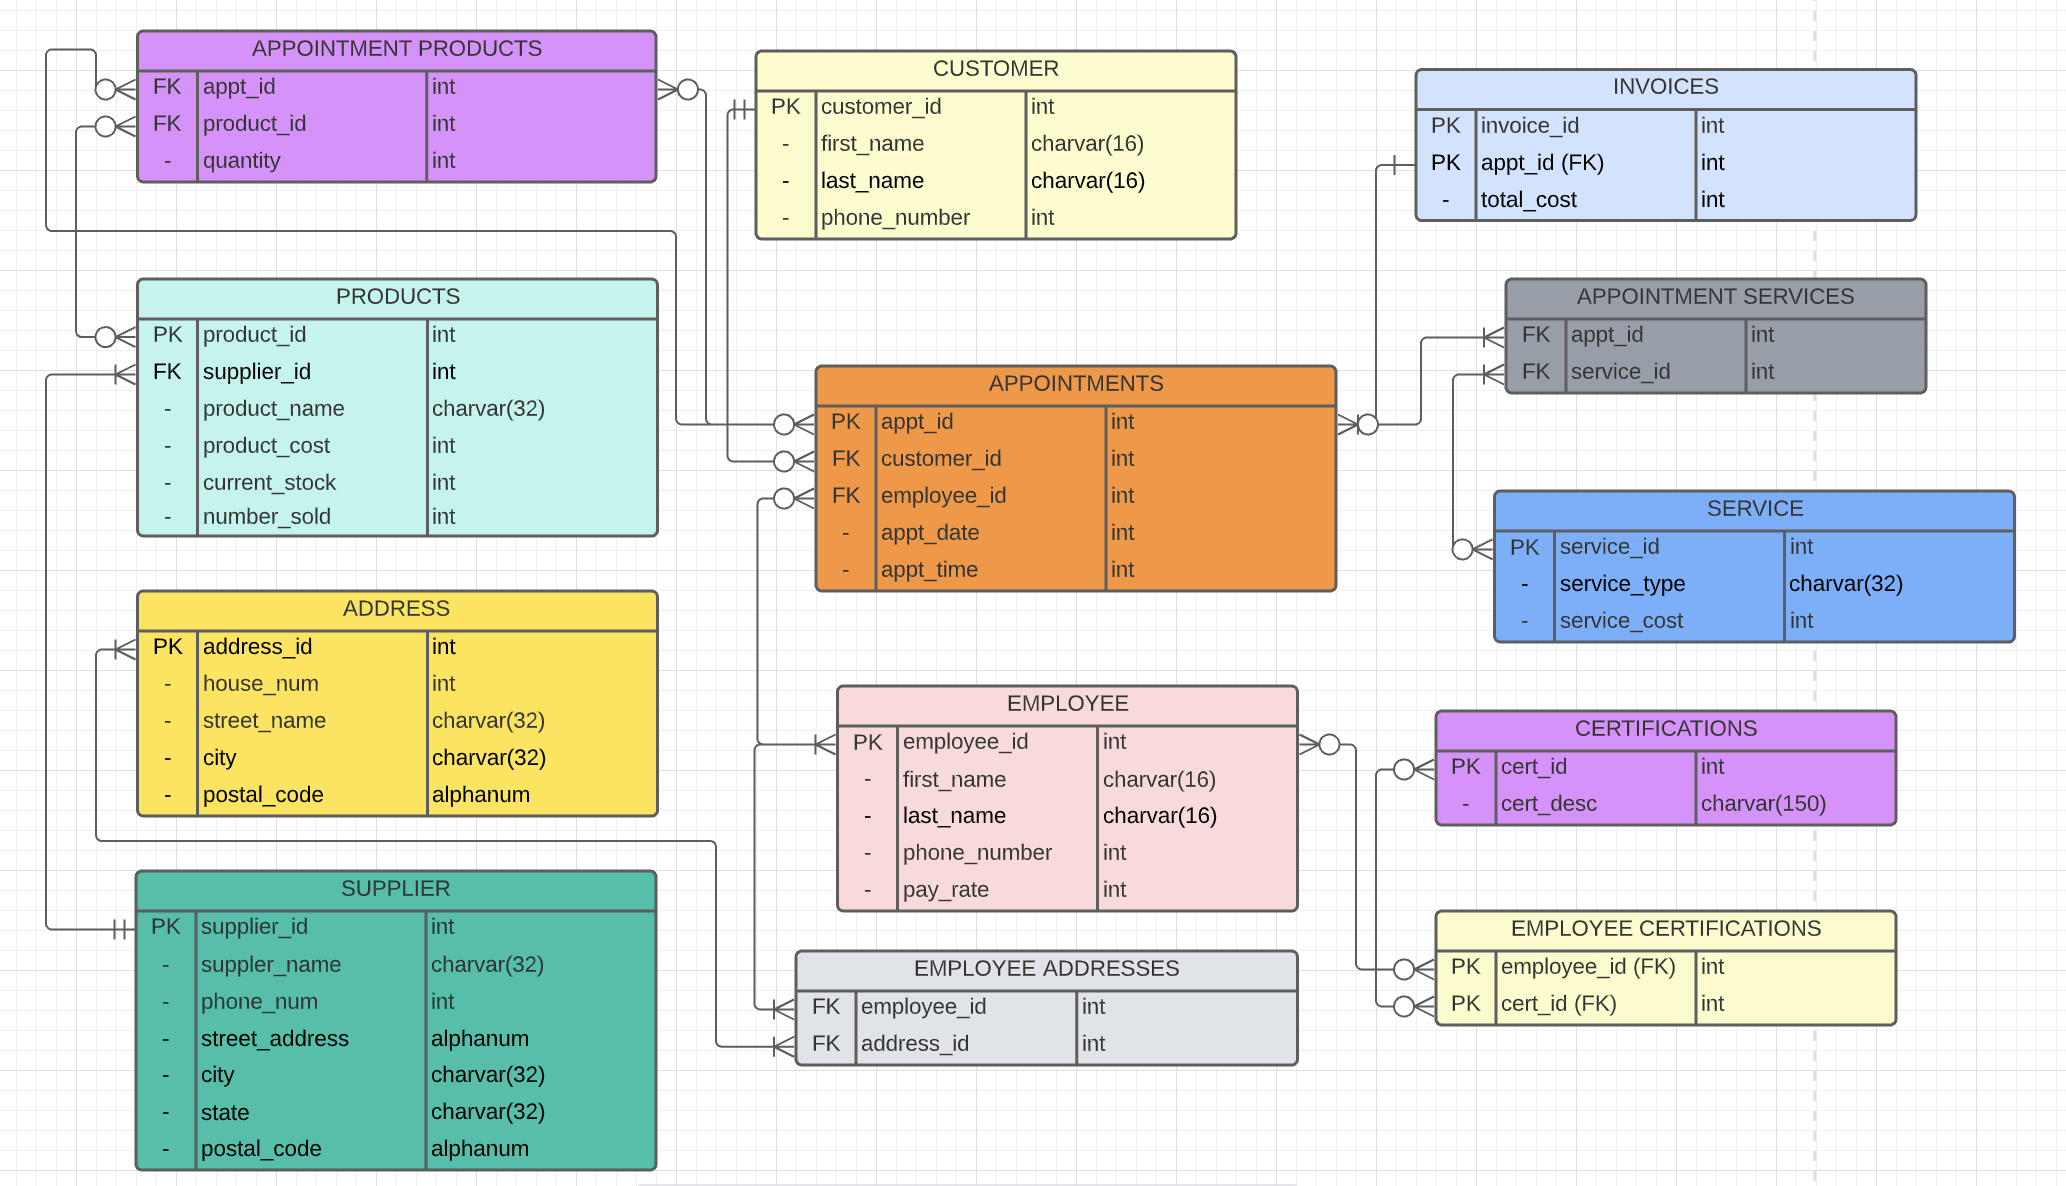 APPOINTMENT PRODUCTS
FK appt_id int
FK product_id int
- quantity int
CUSTOMER
PK customer_id int
- first_name charvar(16)
- last_name charvar(16)
- phone_number int
INVOICES
PK invoice_id int
PK appt_id (FK) int
- total_cost int
PRODUCTS
PK product_id int
FK supplier_id int
- product_name charvar(32)
- product_cost int
- current_stock int
- number_sold int
APPOINTMENTS
PK appt_id int
FK customer_id int
FK employee_id int
- appt_date int
- appt_time int
APPOINTMENT SERVICES
FK appt_id int
FK service_id int
SERVICE
PK service_id int
- service_type charvar(32)
- service_cost int
ADDRESS
PK address_id int
- house_num int
- street_name charvar(32)
- city charvar(32)
- postal_code alphanum
EMPLOYEE
PK employee_id int
- first_name charvar(16)
- last_name charvar(16)
- phone_number int
- pay_rate int
CERTIFICATIONS
PK cert_id int
- cert_desc charvar(150)
SUPPLIER
PK supplier_id int
- suppler_name charvar(32)
- phone_num int
- street_address alphanum
- city charvar(32)
- state charvar(32)
- postal_code alphanum
EMPLOYEE ADDRESSES
FK employee_id int
FK address_id int
EMPLOYEE CERTIFICATIONS
PK employee_id (FK) int
PK cert_id (FK) int